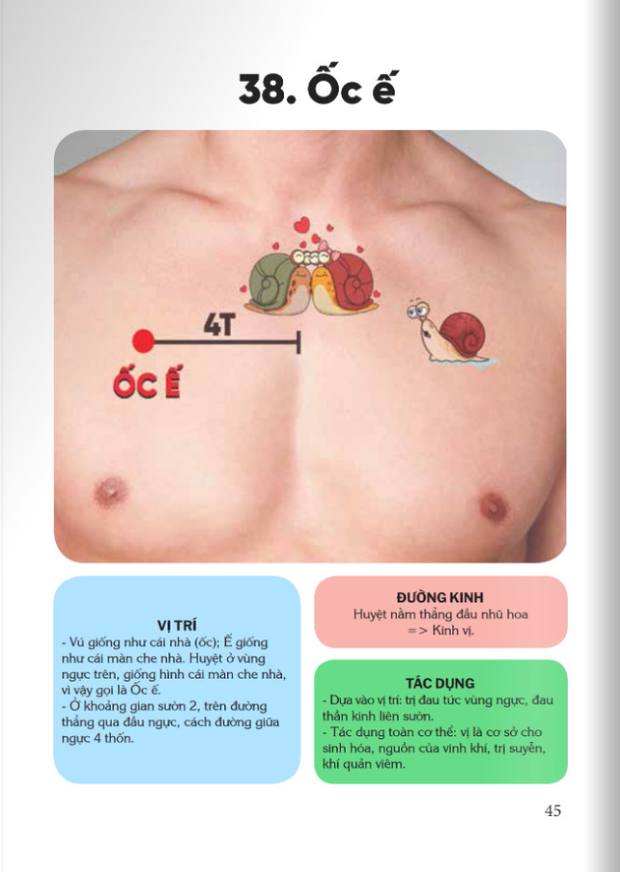 38. Ốc ế
4T
ỐC Ế
VỊ TRÍ
- Vú giống như cái nhà (ốc); Ế giống
như cái màn che nhà. Huyệt ở vùng
ngực trên, giống hình cái màn che nhà,
vì vậy gọi là Ốc ế.
- Ở khoảng gian sườn 2, trên đường
thẳng qua đầu ngực, cách đường giữa
ngực 4 thốn.
ĐƯỜNG KINH
Huyệt nằm thẳng đầu nhũ hoa
=> Kinh vị.
TÁC DỤNG
- Dựa vào vị trí: trị đau tức vùng ngực, đau
thần kinh liên sườn.
- Tác dụng toàn cơ thể: vị là cơ sở cho
sinh hóa, nguồn của vinh khí, trị suyễn,
khí quản viêm.
45